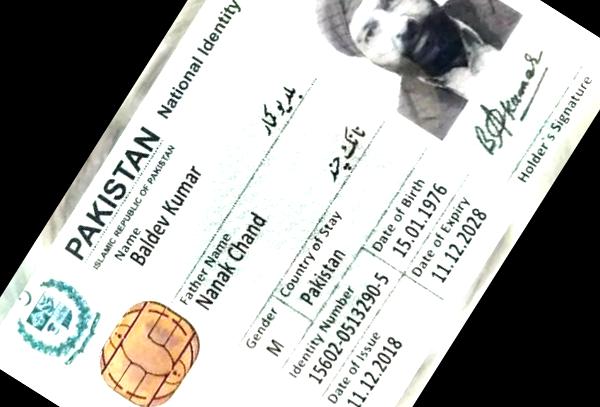 PAKISTAN National Identity
ISLAMIC REPUBLIC OF PAKISTAN
Name
Baldev Kumar
بلدیو کمار
Father Name
Nanak Chand
نانک چند
Gender
Country of Stay
M
Pakistan
Identity Number
Date of Birth
15602-0513290-5
15.01.1976
Date of Issue
Date of Expiry
11.12.2018
11.12.2028
Holder's Signature